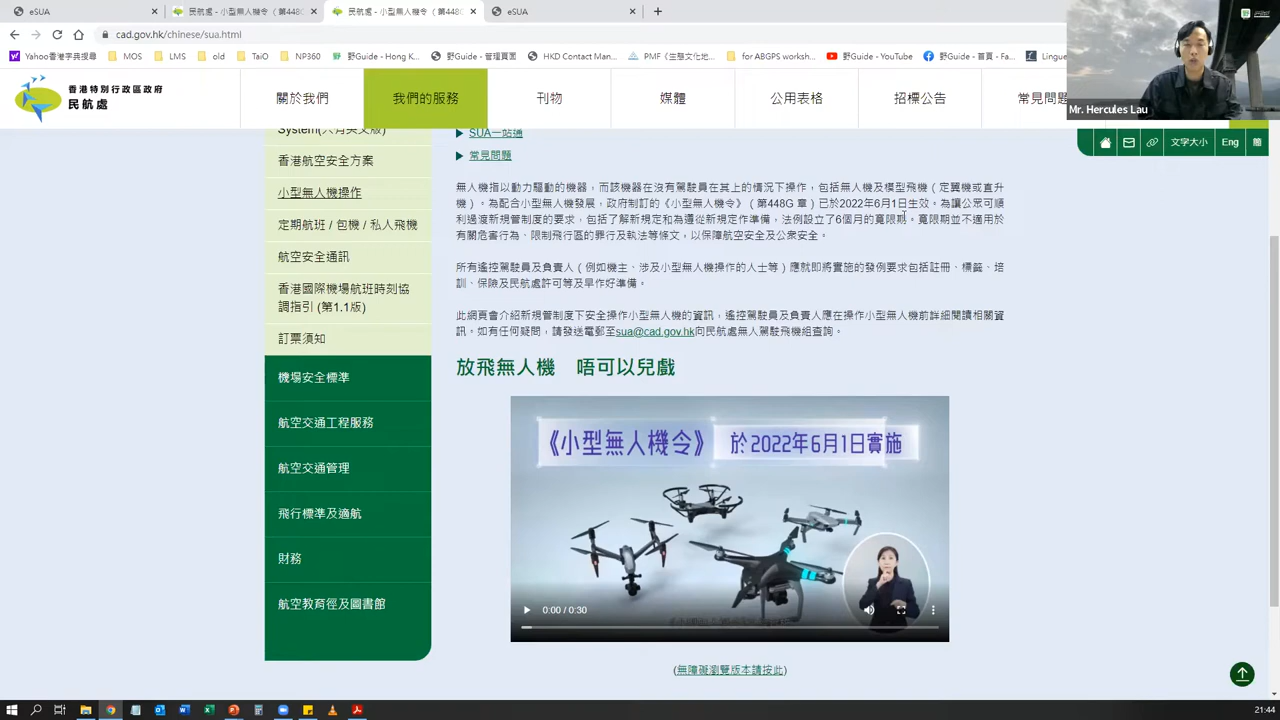 eSUA
民航處 - 小型無人機令 ( 第448G
民航處 - 小型無人機令 ( 第448G
eSUA
cad.gov.hk/chinese/sua.html
Yahoo香港字典搜尋
MOS
LMS
old
TaiO
NP360
野Guide - Hong K...
野Guide - 管理頁面
HKD Contact Man...
PMF（生態文化地...
for ABGPS worksh...
野Guide - YouTube
野Guide - 首頁 - Fa...
Lingue
Mr. Hercules Lau
香港特別行政區政府
民航處
關於我們
我們的服務
刊物
媒體
公用表格
招標公告
常見問題
文字大小
Eng
簡
System(只有英文版)
香港航空安全方案
小型無人機操作
定期航班 / 包機 / 私人飛機
航空安全通訊
香港國際機場航班時刻協
調指引 (第1.1版)
訂票須知
機場安全標準
航空交通工程服務
航空交通管理
飛行標準及適航
財務
航空教育徑及圖書館
SUA一站通
常見問題
無人機指以動力驅動的機器，而該機器在沒有駕駛員在其上的情況下操作，包括無人機及模型飛機（定翼機或直升
機）。為配合小型無人機發展，政府制訂的《小型無人機令》（第448G 章）已於2022年6月1日生效。為讓公眾可順
利過渡新規管制度的要求，包括了解新規定和為遵從新規定作準備，法例設立了6個月的寬限期。寬限期並不適用於
有關危害行為、限制飛行區的罪行及執法等條文，以保障航空安全及公眾安全。
所有遙控駕駛員及負責人（例如機主、涉及小型無人機操作的人士等）應就即將實施的發例要求包括註冊、標籤、培
訓、保險及民航處許可等及早作好準備。
此網頁會介紹新規管制度下安全操作小型無人機的資訊，遙控駕駛員及負責人應在操作小型無人機前詳細閱讀相關資
訊。如有任何疑問，請發送電郵至sua@cad.gov.hk向民航處無人駕駛飛機組查詢。
放飛無人機　唔可以兒戲
《小型無人機令》 於2022年6月1日實施
0:00 / 0:30
(無障礙瀏覽版本請按此)
21:44